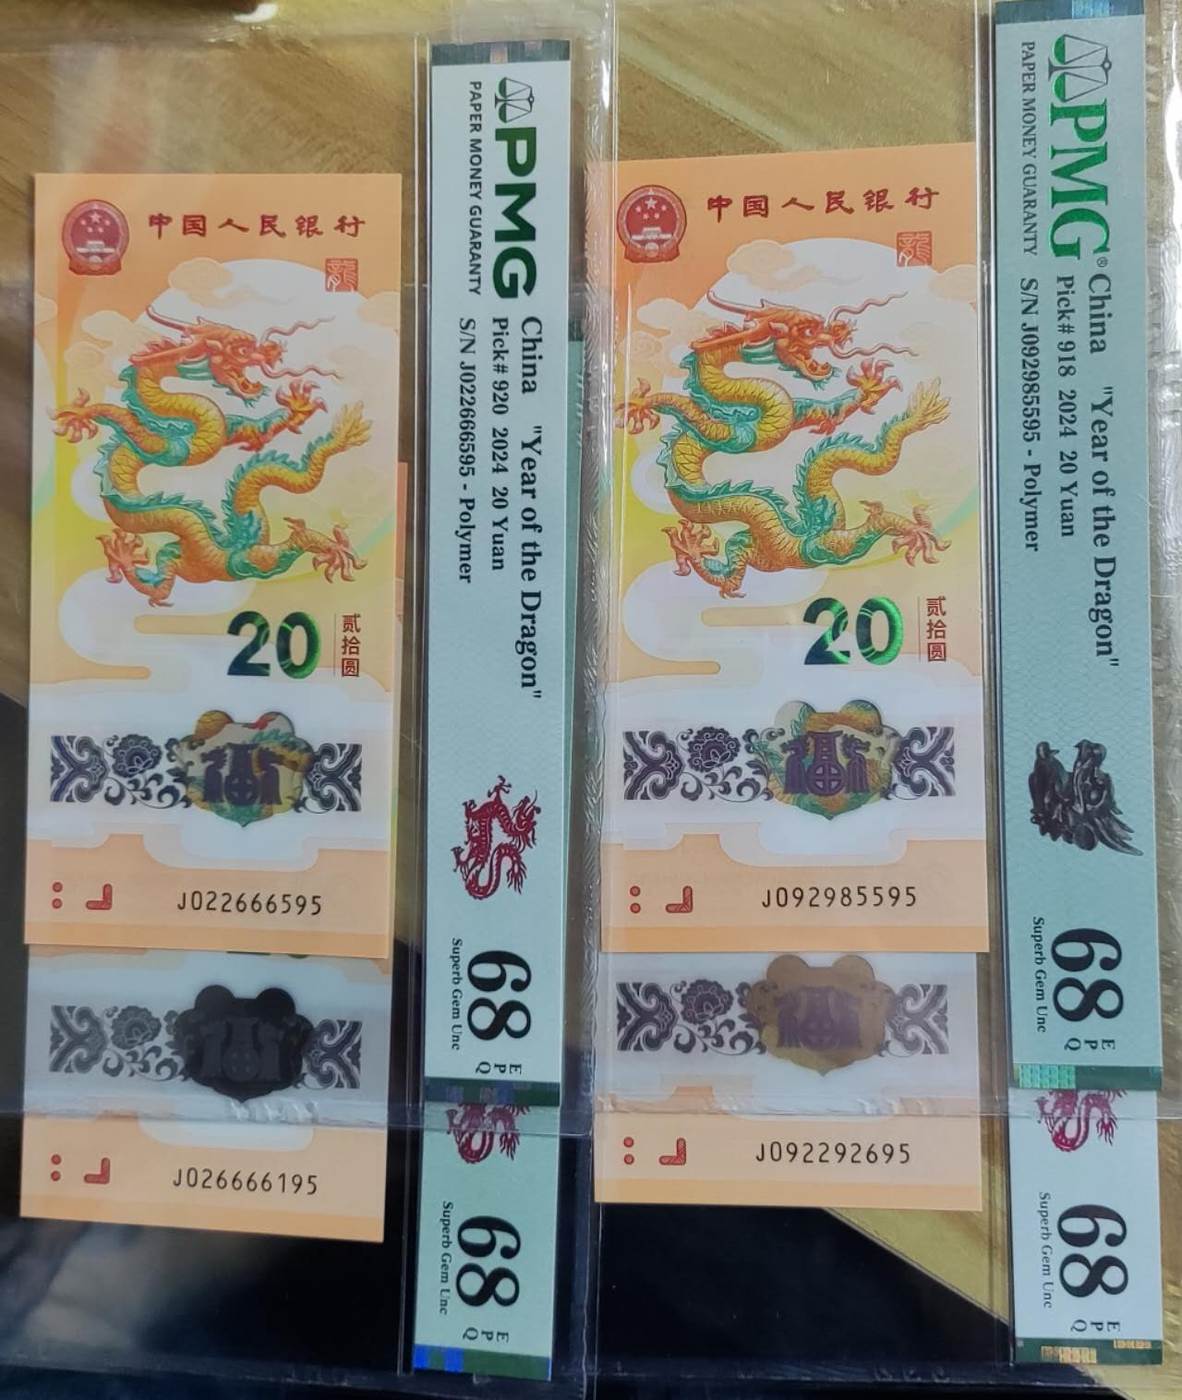 中国人民银行
龙
20
贰拾圆
J022666595
PMG
PAPER MONEY GUARANTY
China "Year of the Dragon"
Pick# 920 2024 20 Yuan
S/N J022666595 - Polymer
68
EPQ
Superb Gem Unc
中国人民银行
龙
20
贰拾圆
J092985595
PMG®
PAPER MONEY GUARANTY
China "Year of the Dragon"
Pick# 918 2024 20 Yuan
S/N J092985595 - Polymer
68
EPQ
Superb Gem Unc
J026666195
68
EPQ
Superb Gem Unc
J092292695
68
EPQ
Superb Gem Unc